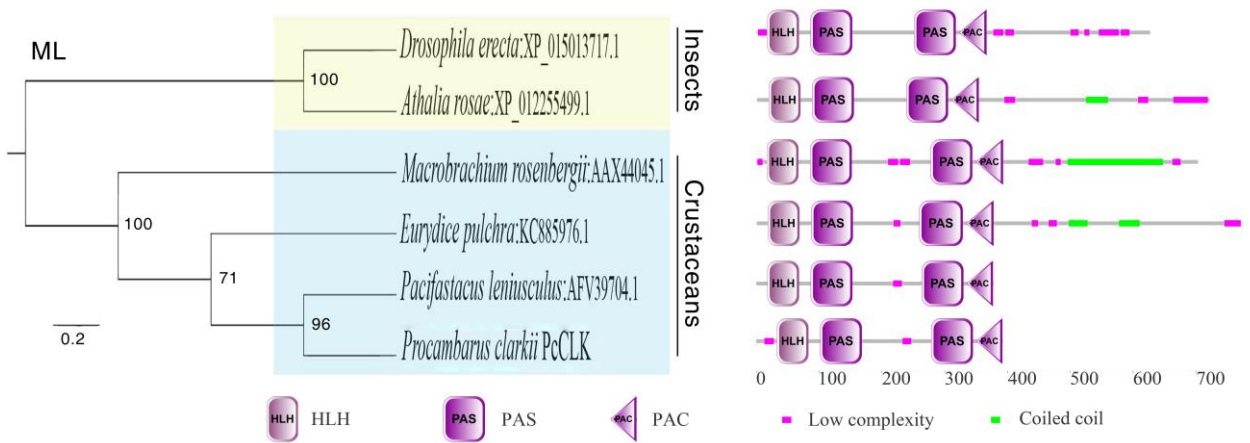 ML
Drosophila erecta:XP_015013717.1
Athalia rosae:XP_012255499.1
Macrobrachium rosenbergii:AAX44045.1
Eurydice pulchra:KC885976.1
Pacifastacus leniusculus:AFV39704.1
Procambarus clarkii PcCLK
100
100
71
96
0.2
Insects
Crustaceans
HLH PAS PAS PAC
HLH PAS PAS PAC
HLH PAS PAS PAC
HLH PAS PAS PAC
HLH PAS PAS PAC
HLH PAS PAS PAC
0 100 200 300 400 500 600 700
HLH HLH PAS PAS PAC PAC Low complexity Coiled coil